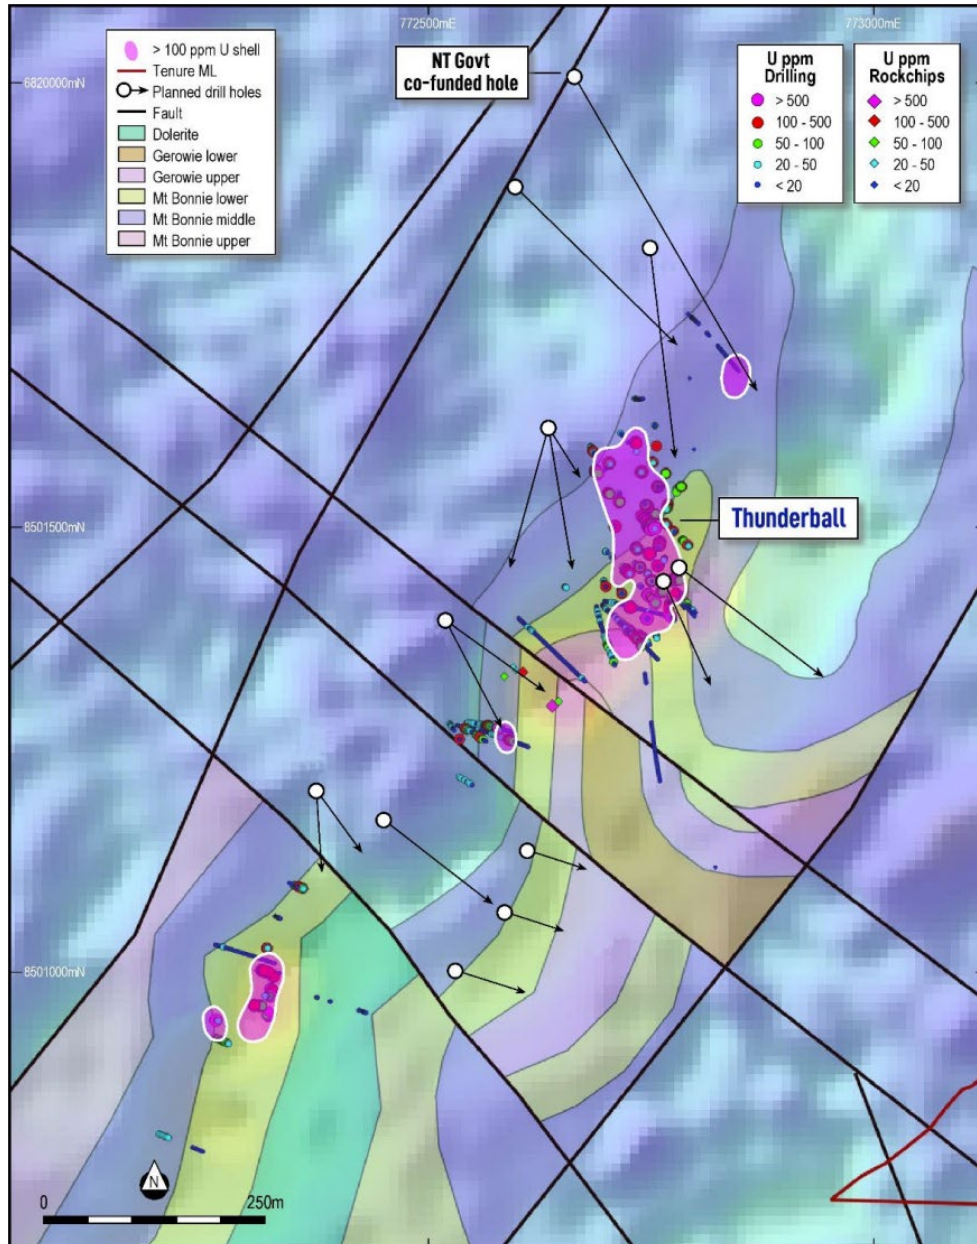 772500mE
773000mE
6820000mN
> 100 ppm U shell
Tenure ML
Planned drill holes
Fault
Dolerite
Gerowie lower
Gerowie upper
Mt Bonnie lower
Mt Bonnie middle
Mt Bonnie upper
NT Govt
co-funded hole
U ppm
Drilling
> 500
100 - 500
50 - 100
20 - 50
< 20
U ppm
Rockchips
> 500
100 - 500
50 - 100
20 - 50
< 20
8501500mN
Thunderball
8501000mN
N
0
250m